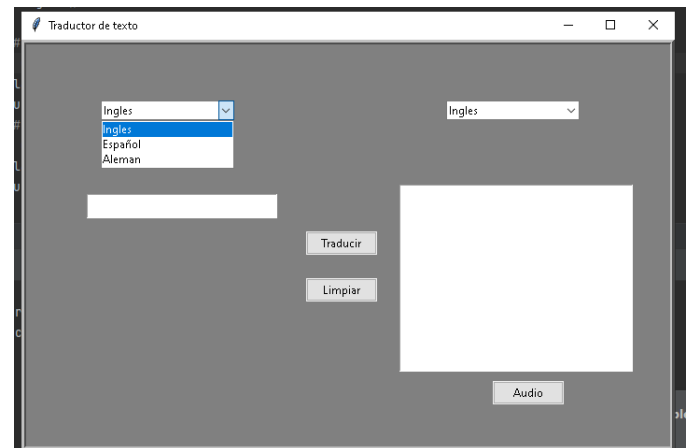 Traductor de texto
Ingles
Ingles
Ingles
Español
Aleman
Traducir
Limpiar
Audio